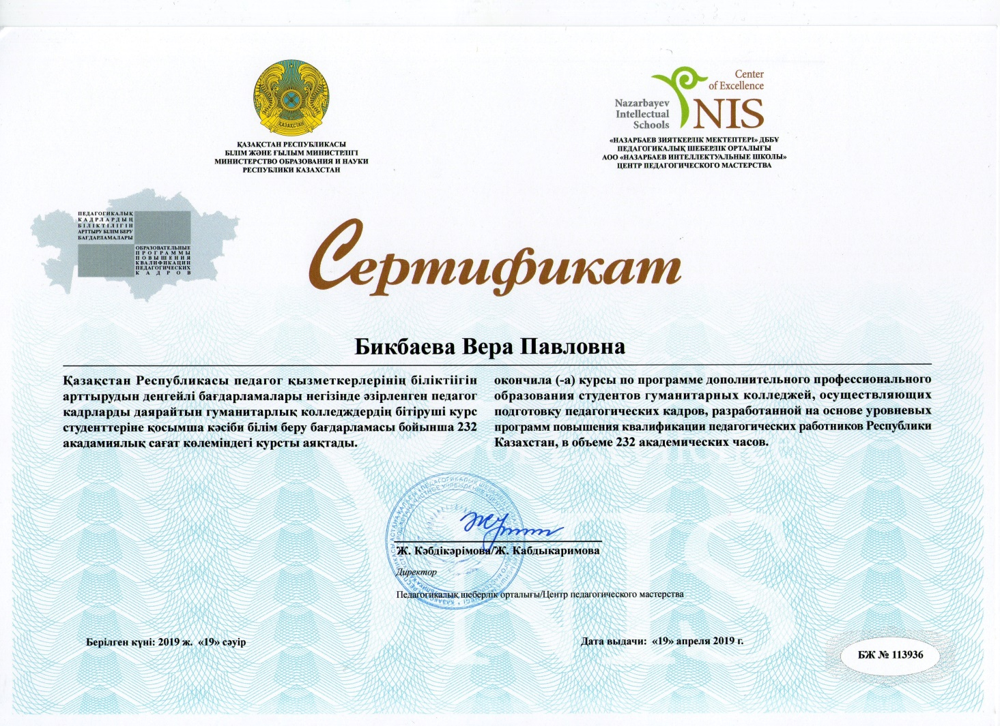 ҚАЗАҚСТАН
ҚАЗАҚСТАН РЕСПУБЛИКАСЫ
БІЛІМ ЖӘНЕ ҒЫЛЫМ МИНИСТРЛІГІ
МИНИСТЕРСТВО ОБРАЗОВАНИЯ И НАУКИ
РЕСПУБЛИКИ КАЗАХСТАН
Center
of Excellence
Nazarbayev
Intellectual
Schools
NIS
«НАЗАРБАЕВ ЗИЯТКЕРЛІК МЕКТЕПТЕРІ» ДББҰ
ПЕДАГОГИКАЛЫҚ ШЕБЕРЛІК ОРТАЛЫҒЫ
АОО «НАЗАРБАЕВ ИНТЕЛЛЕКТУАЛЬНЫЕ ШКОЛЫ»
ЦЕНТР ПЕДАГОГИЧЕСКОГО МАСТЕРСТВА
ПЕДАГОГИКАЛЫҚ
КАДРЛАРДЫҢ
БІЛІКТІЛІГІН
АРТТЫРУ БІЛІМ БЕРУ
БАҒДАРЛАМАЛАРЫ
ОБРАЗОВАТЕЛЬНЫЕ
ПРОГРАММЫ
ПОВЫШЕНИЯ
КВАЛИФИКАЦИИ
ПЕДАГОГИЧЕСКИХ
КАДРОВ
Сертификат
Бикбаева Вера Павловна
Қазақстан Республикасы педагог қызметкерлерінің біліктіігін
арттырудын деңгейлі бағдарламалары негізінде әзірленген педагог
кадрларды даярайтын гуманитарлық колледждердің бітіруші курс
студенттеріне қосымша кәсіби білім беру бағдарламасы бойынша 232
акадамиялық сағат көлеміндегі курсты аяқтады.
окончила (-а) курсы по программе дополнительного профессионального
образования студентов гуманитарных колледжей, осуществляющих
подготовку педагогических кадров, разработанной на основе уровневых
программ повышения квалификации педагогических работников Республики
Казахстан, в объеме 232 академических часов.
Ж. Кәбдікәрімова/Ж. Кабдыкаримова
Директор
Педагогикалық шеберлік орталығы/Центр педагогического мастерства
Берілген күні: 2019 ж. «19» сәуір
Дата выдачи: «19» апреля 2019 г.
БЖ № 113936